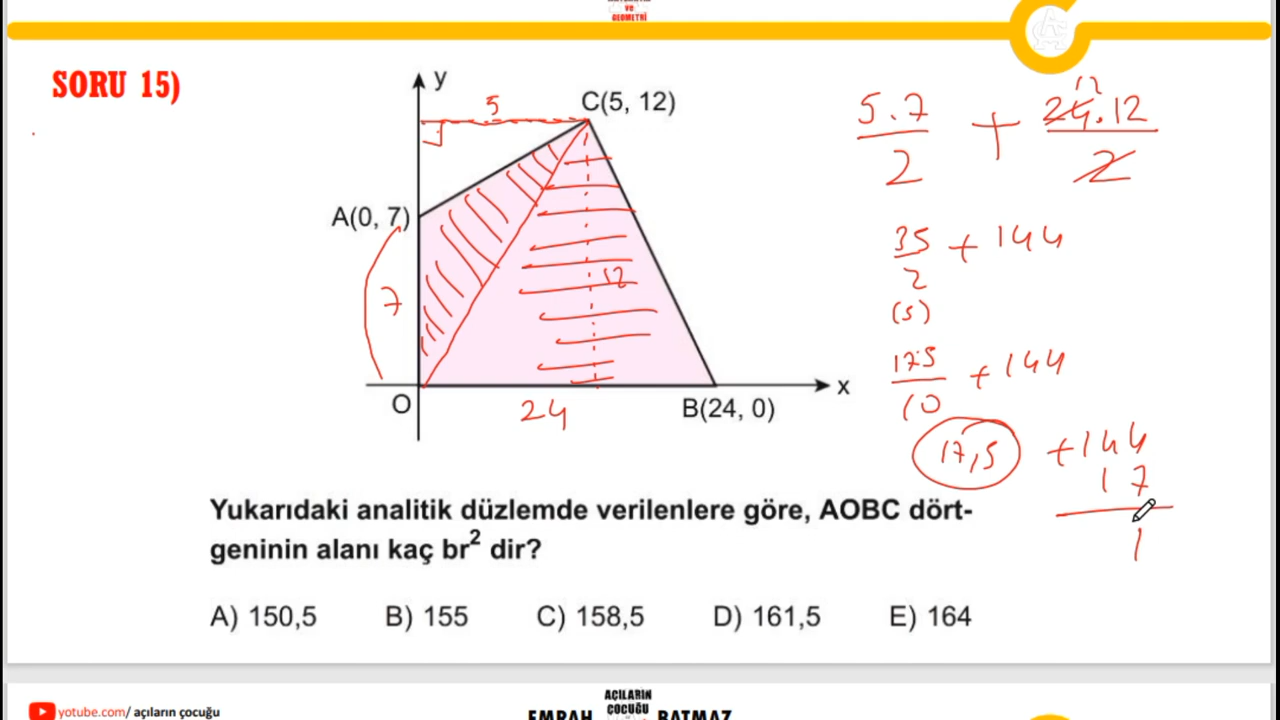 ve
GEOMETRİ
SORU 15)
y
5
C(5, 12)
A(0, 7)
7
12
O
24
B(24, 0)
x
5.7/2 + 24.12/2
12
35/2 + 144
(5)
175/10 + 144
17,5 + 144
17
1
Yukarıdaki analitik düzlemde verilenlere göre, AOBC dört-
geninin alanı kaç br² dir?
A) 150,5 B) 155 C) 158,5 D) 161,5 E) 164
yotube.com/ açıların çocuğu
AÇILARIN
ÇOCUĞU
EMRAH BATMAZ